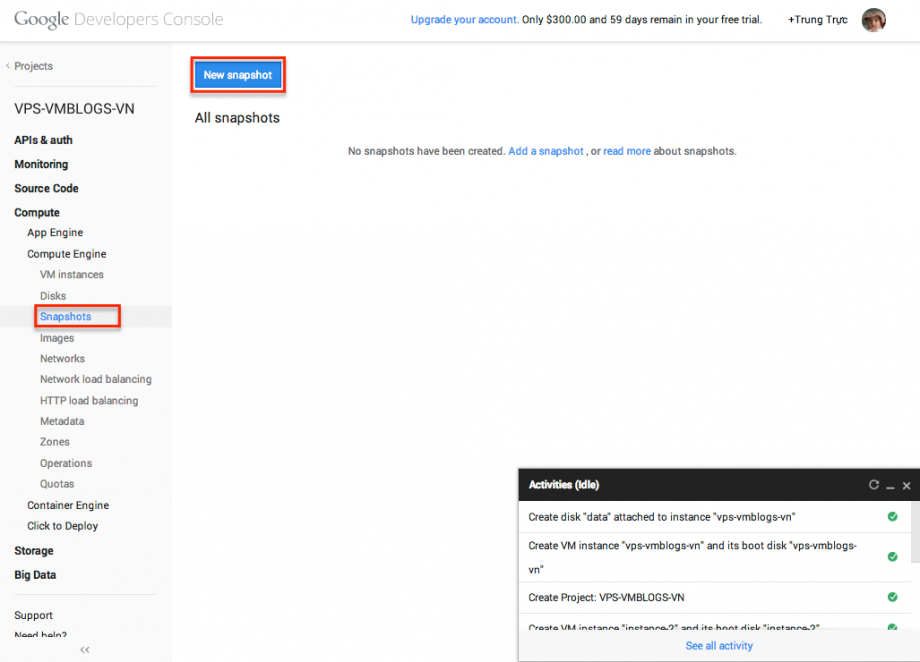 Google Developers Console
Upgrade your account. Only $300.00 and 59 days remain in your free trial.
+Trung Trực
Projects
New snapshot
VPS-VMBLOGS-VN
All snapshots
APIs & auth
No snapshots have been created. Add a snapshot , or read more about snapshots.
Monitoring
Source Code
Compute
App Engine
Compute Engine
VM instances
Disks
Snapshots
Images
Networks
Network load balancing
HTTP load balancing
Metadata
Zones
Operations
Quotas
Container Engine
Click to Deploy
Storage
Big Data
Support
Need help?
Activities (Idle)
Create disk "data" attached to instance "vps-vmblogs-vn"
Create VM instance "vps-vmblogs-vn" and its boot disk "vps-vmblogs-
vn"
Create Project: VPS-VMBLOGS-VN
Create VM instance "instance-2" and its boot disk "instance-2"
See all activity